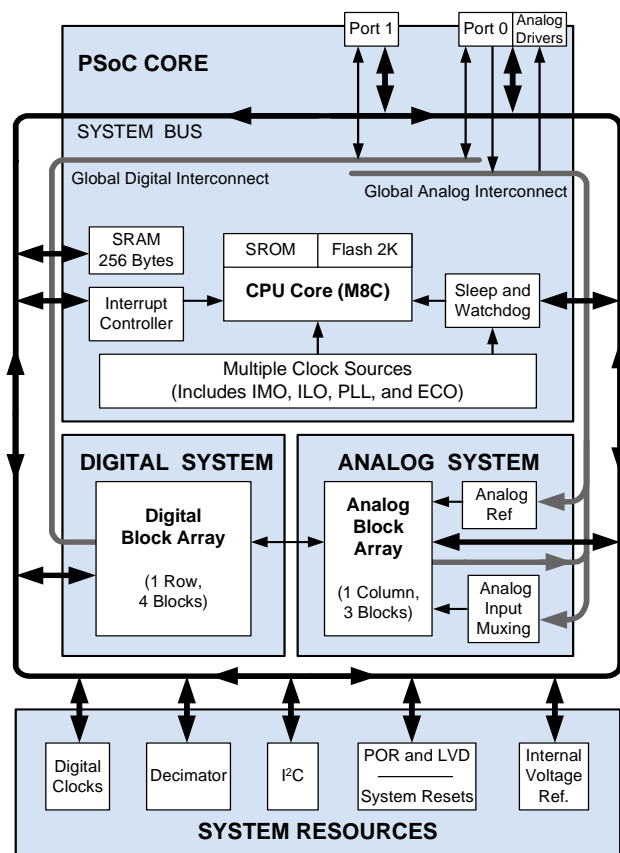 Port 1
Port 0
Analog
Drivers
PSoC CORE
SYSTEM BUS
Global Digital Interconnect
Global Analog Interconnect
SRAM
256 Bytes
SROM
Flash 2K
CPU Core (M8C)
Interrupt
Controller
Sleep and
Watchdog
Multiple Clock Sources
(Includes IMO, ILO, PLL, and ECO)
DIGITAL SYSTEM
ANALOG SYSTEM
Digital
Block Array
(1 Row,
4 Blocks)
Analog
Block
Array
(1 Column,
3 Blocks)
Analog
Ref
Analog
Input
Muxing
Digital
Clocks
Decimator
I²C
POR and LVD
System Resets
Internal
Voltage
Ref.
SYSTEM RESOURCES